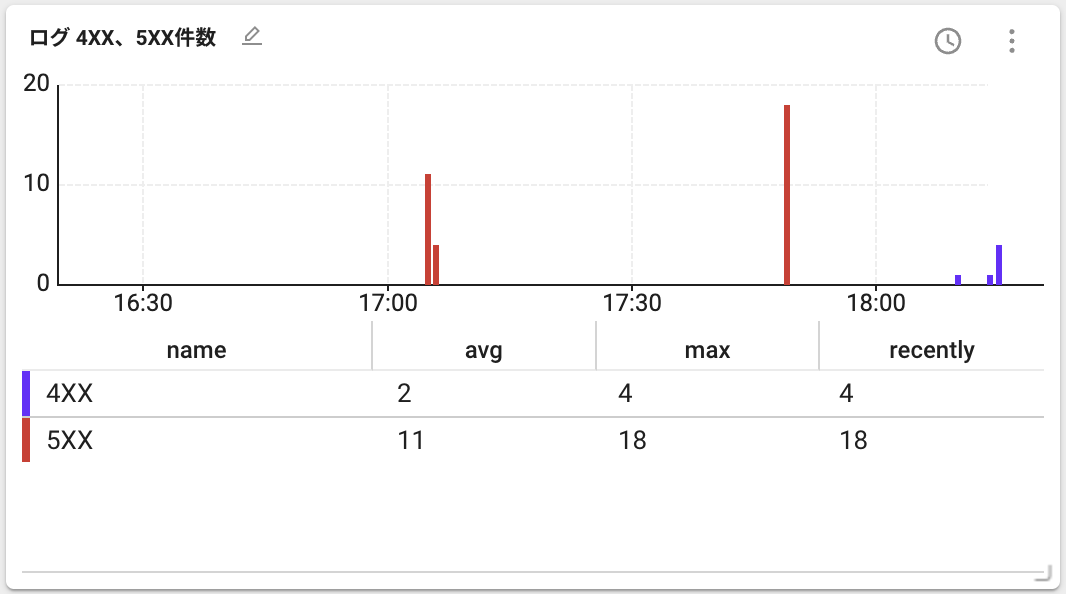 ログ 4XX、5XX件数
20
10
0
16:30 17:00 17:30 18:00
name avg max recently
4XX 2 4 4
5XX 11 18 18